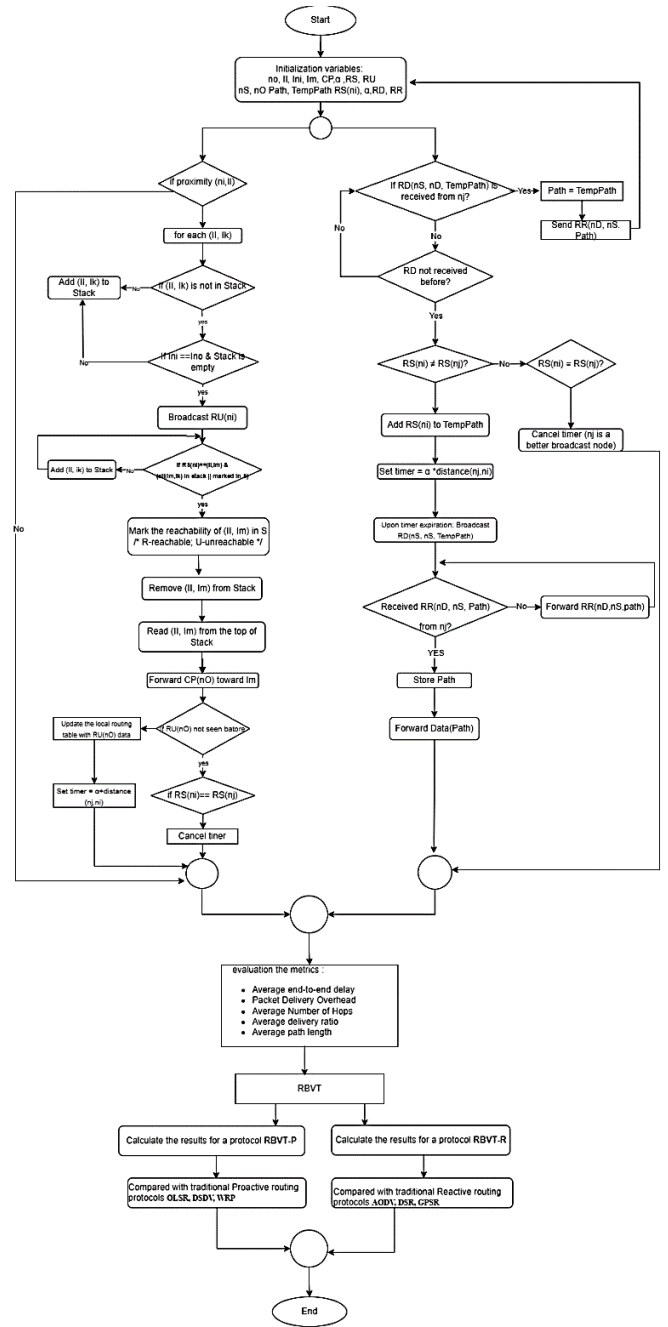 Start
Initialization variables:
no, Il, Ini, Im, CP,α ,RS, RU
nS, nO Path, TempPath RS(ni), α,RD, RR
if proximity (ni,Il)
for each (Il, Ik)
If (Il, Ik) is not in Stack
No
Add (Il, Ik) to
Stack
yes
If Ini ==Ino & Stack is
empty
No
yes
Broadcast RU(ni)
Add (Il, ik) to Stack
No
yes
Mark the reachability of (Il, Im) in S
/* R-reachable; U-unreachable */
Remove (Il, Im) from Stack
Read (Il, Im) from the top of
Stack
Forward CP(nO) toward Im
if RU(nO) not seen batore
Update the local routing
table with RU(nO) data
Set timer = α+distance
(nj,ni)
yes
if RS(ni)== RS(nj)
Cancel tiner
No
If RD(nS, nD, TempPath) is
received from nj?
Yes
Path = TempPath
Send RR(nD, nS.
Path)
No
No
RD not received
before?
Yes
RS(ni) ≠ RS(nj)?
No
RS(ni) = RS(nj)?
Cancel timer (nj is a
better broadcast node)
Add RS(ni) to TempPath
Set timer = α *distance(nj,ni)
Upon timer expiration: Broadcast
RD(nS, nS. TempPath)
Received RR(nD, nS, Path)
from nj?
No
Forward RR(nD,nS,path)
YES
Store Path
Forward Data(Path)
evaluation the metrics :
• Average end-to-end delay
• Packet Delivery Overhead
• Average Number of Hops
• Average delivery ratio
• Average path length
RBVT
Calculate the results for a protocol RBVT-P
Calculate the results for a protocol RBVT-R
Compared with traditional Proactive routing
protocols OLSR, DSDV, WRP
Compared with traditional Reactive routing
protocols AODV, DSR, GPSR
End